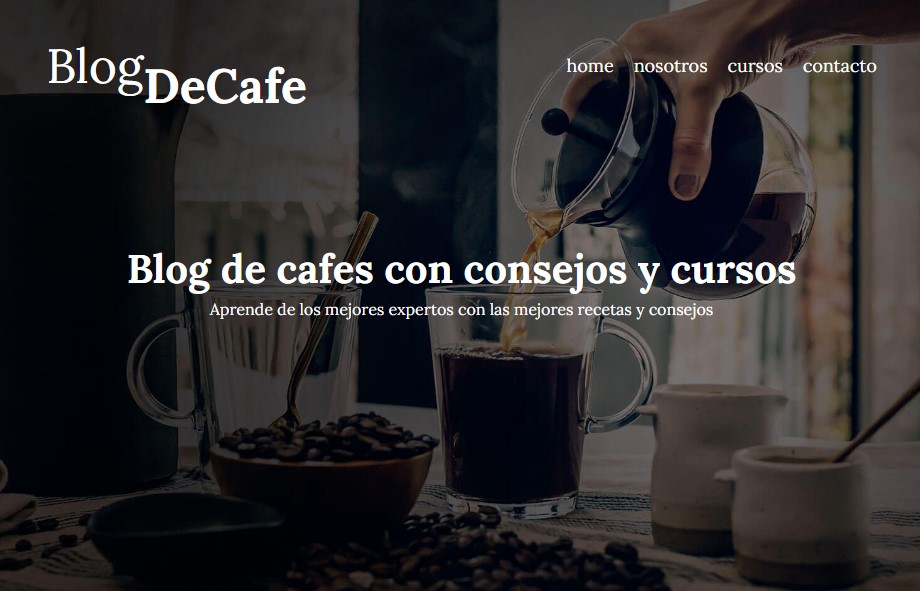 BlogDeCafe
home nosotros cursos contacto
Blog de cafes con consejos y cursos
Aprende de los mejores expertos con las mejores recetas y consejos